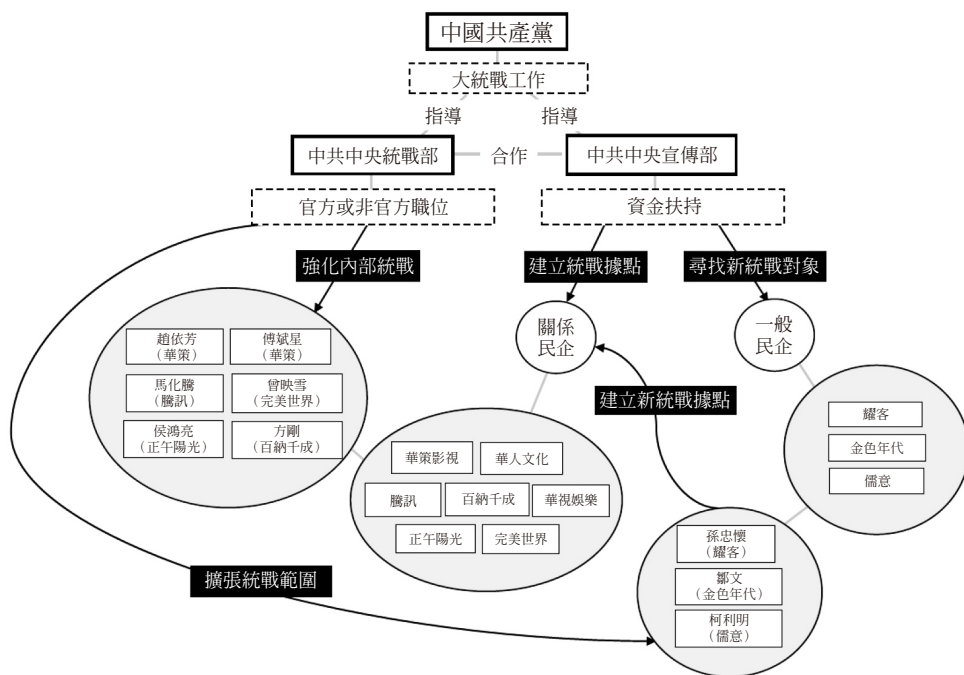 中國共產黨
大統戰工作
指導
指導
中共中央統戰部
合作
中共中央宣傳部
官方或非官方職位
資金扶持
強化內部統戰
建立統戰據點
尋找新統戰對象
關係
民企
一般
民企
趙依芳
（華策）
傅斌星
（華策）
馬化騰
（騰訊）
曾映雪
（完美世界）
侯鴻亮
（正午陽光）
方剛
（百納千成）
建立新統戰據點
耀客
金色年代
儒意
華策影視
華人文化
騰訊
百納千成
華視娛樂
正午陽光
完美世界
孫忠懷
（耀客）
鄒文
（金色年代）
柯利明
（儒意）
擴張統戰範圍